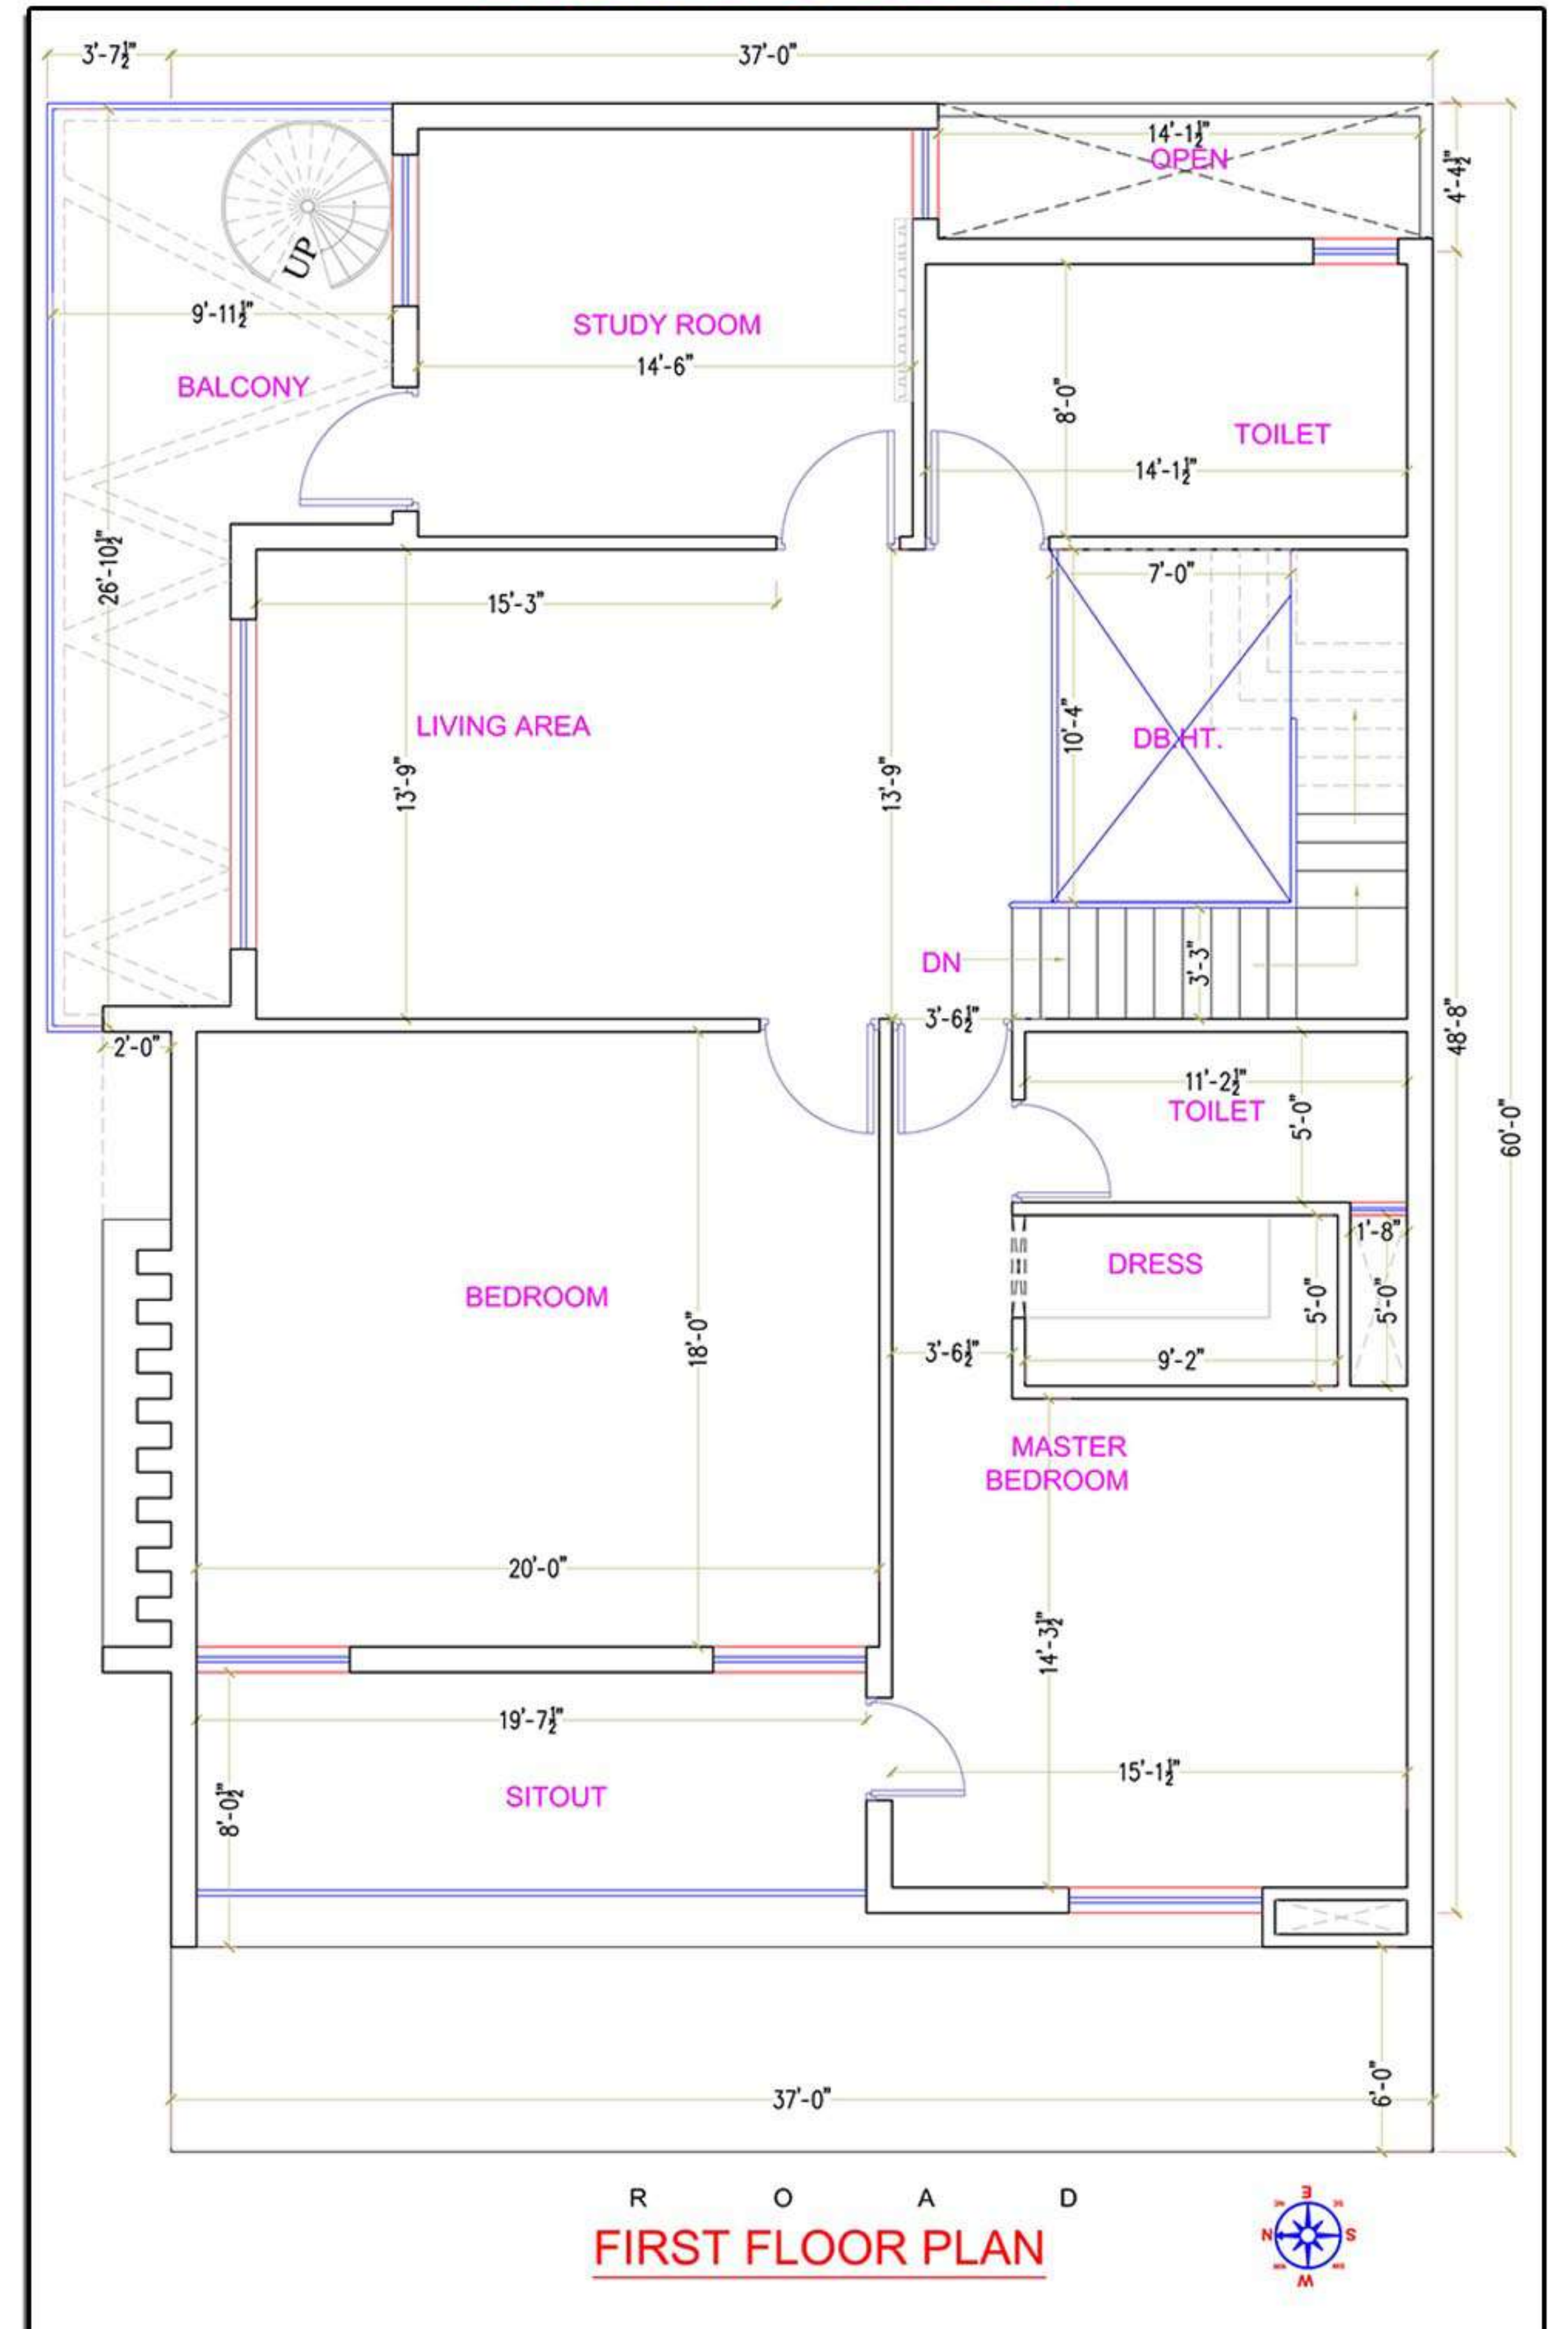 3'-7½" 37'-0"
14'-1½"
OPEN
4'-4½"
UP
9'-11½"
STUDY ROOM
14'-6"
BALCONY
8'-0"
TOILET
14'-1½"
26'-10½"
7'-0"
15'-3"
LIVING AREA
10'-4"
DB.HT.
13'-9"
13'-9"
DN
3'-3"
3'-6½"
48'-8"
2'-0"
11'-2½"
TOILET
5'-0"
60'-0"
1'-8"
DRESS
BEDROOM
5'-0"
5'-0"
18'-0"
3'-6½"
9'-2"
MASTER
BEDROOM
20'-0"
14'-3½"
19'-7½"
15'-1½"
SITOUT
8'-0½"
37'-0"
6'-0"
R O A D
FIRST FLOOR PLAN
E
N S
W